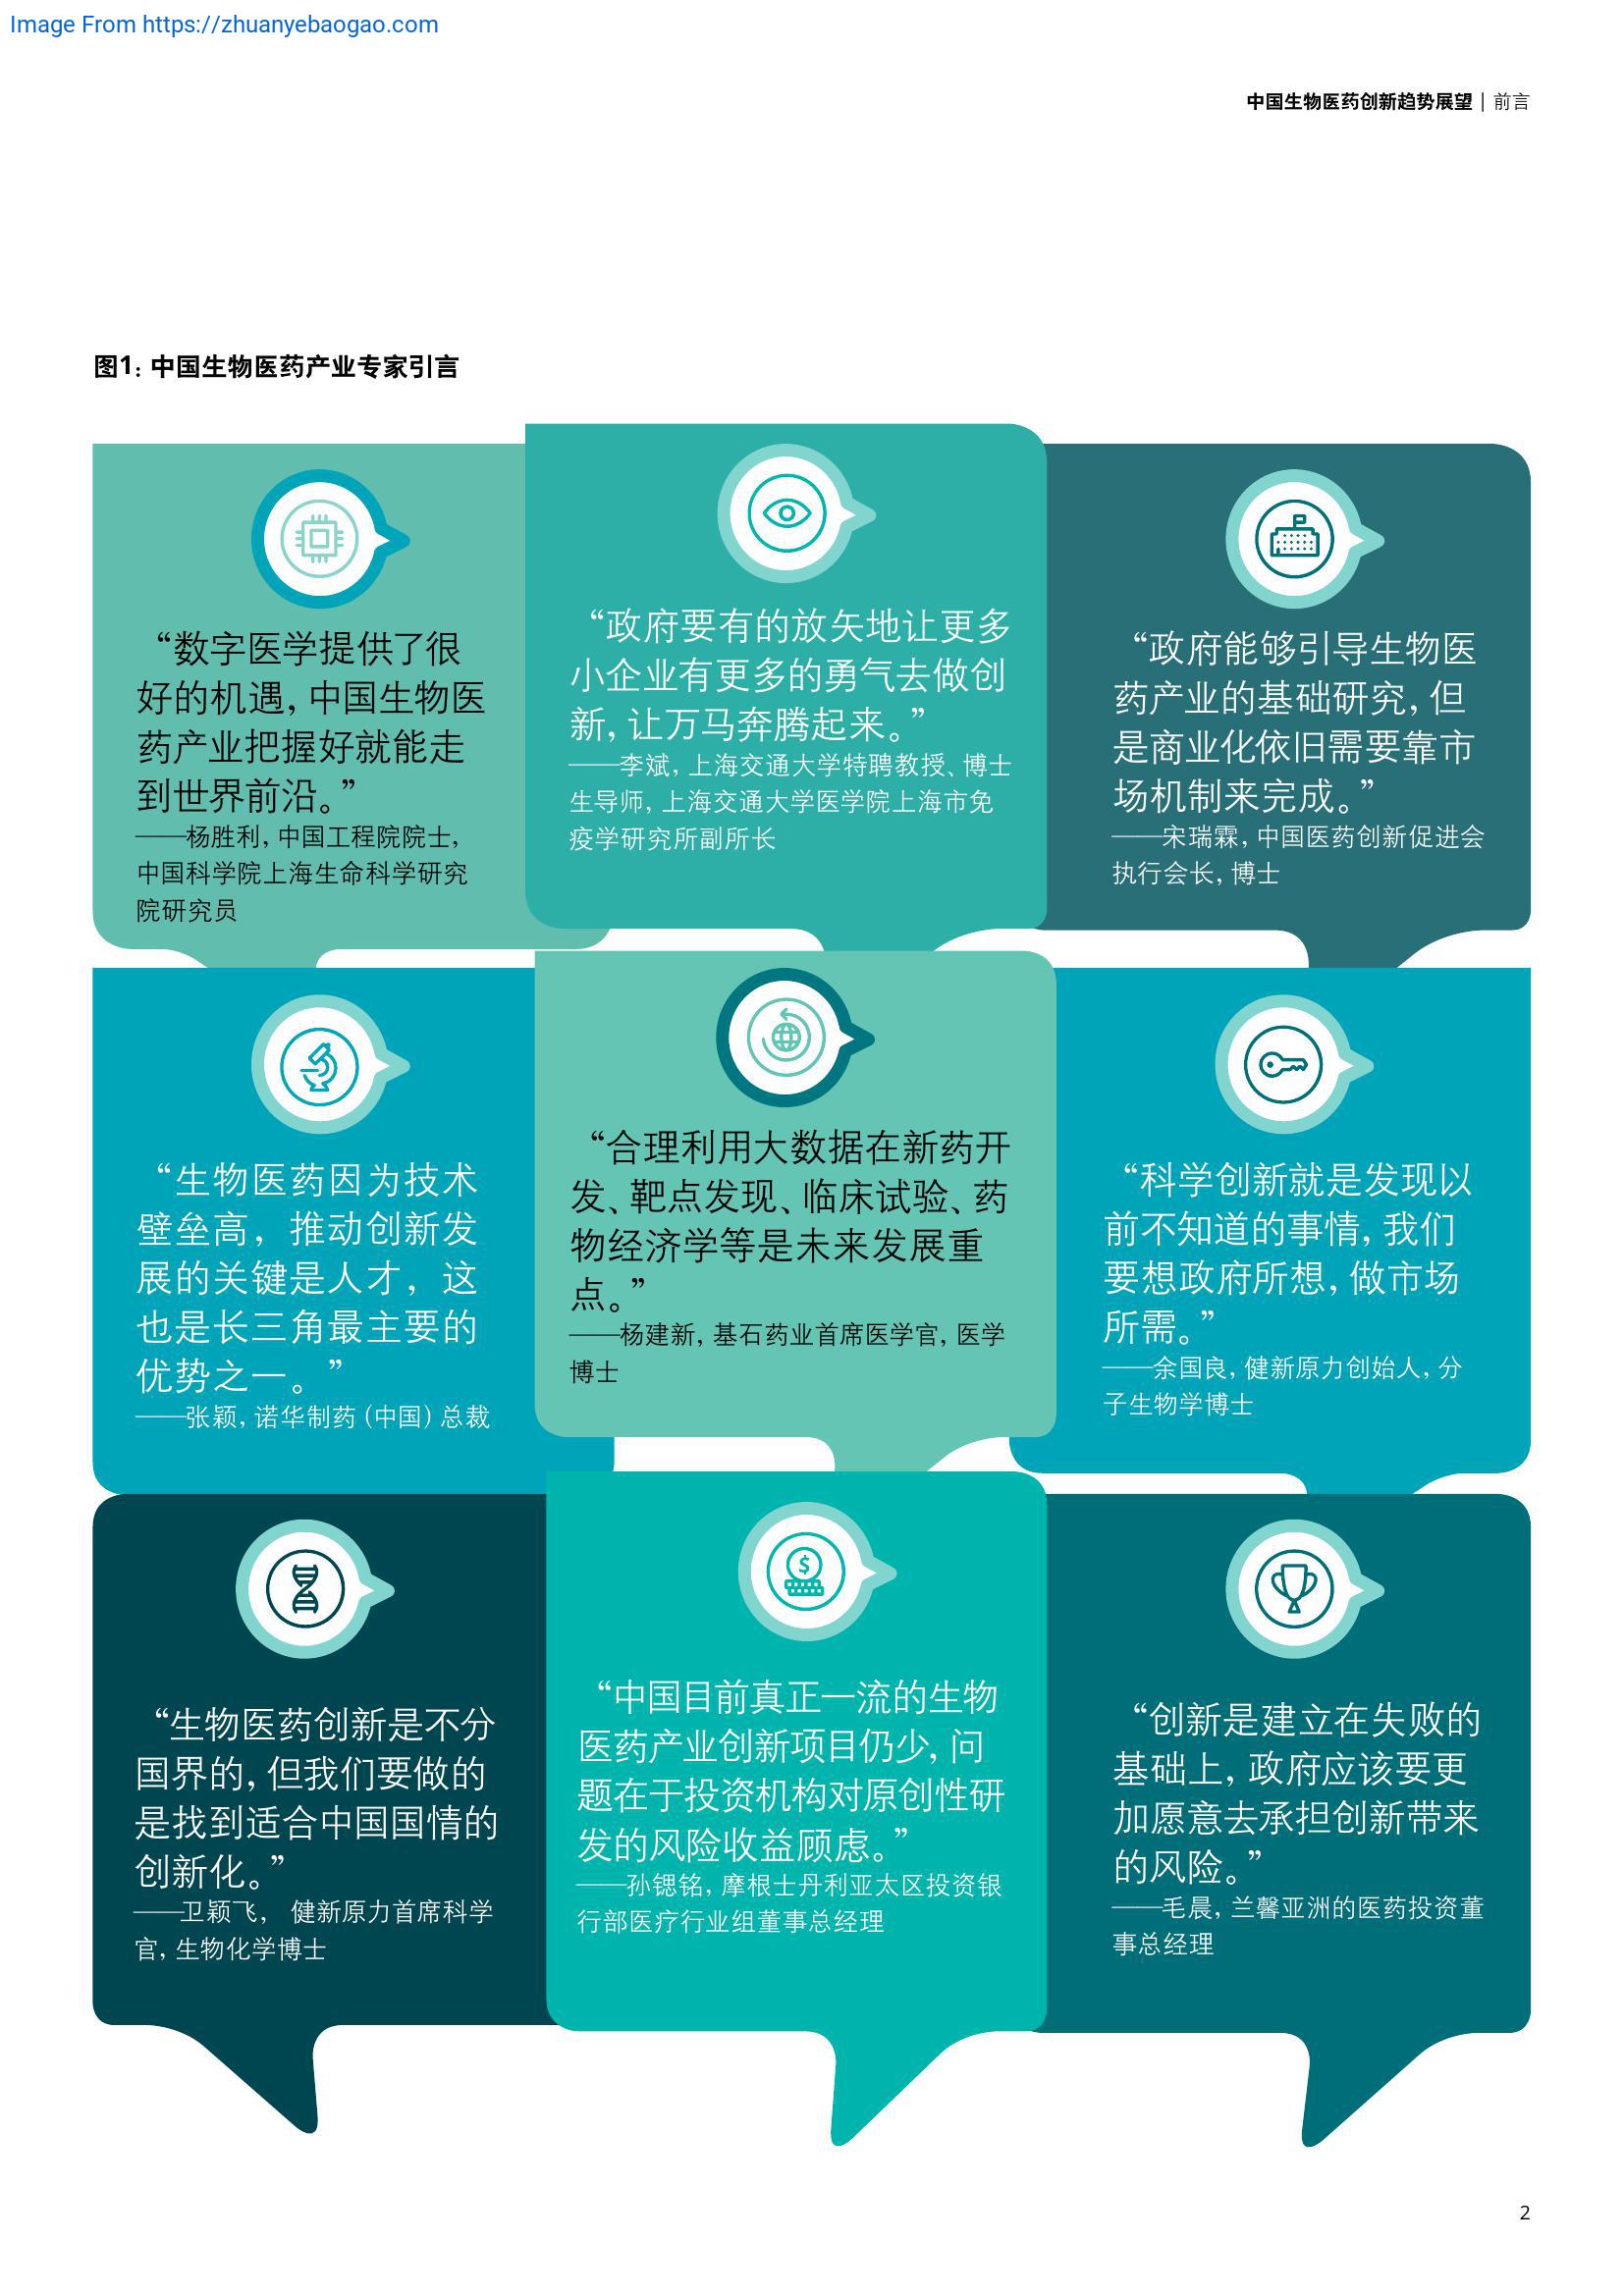 Image From https://zhuanyebaogao.com
中国生物医药创新趋势展望 | 前言
图1：中国生物医药产业专家引言
“数字医学提供了很
好的机遇，中国生物医
药产业把握好就能走
到世界前沿。”
——杨胜利，中国工程院院士，
中国科学院上海生命科学研究
院研究员
“政府要有的放矢地让更多
小企业有更多的勇气去做创
新，让万马奔腾起来。”
——李斌，上海交通大学特聘教授、博士
生导师，上海交通大学医学院上海市免
疫学研究所副所长
“政府能够引导生物医
药产业的基础研究，但
是商业化依旧需要靠市
场机制来完成。”
——宋瑞霖，中国医药创新促进会
执行会长，博士
“生物医药因为技术
壁垒高，推动创新发
展的关键是人才，这
也是长三角最主要的
优势之一。”
——张颖，诺华制药（中国）总裁
“合理利用大数据在新药开
发、靶点发现、临床试验、药
物经济学等是未来发展重
点。”
——杨建新，基石药业首席医学官，医学
博士
“科学创新就是发现以
前不知道的事情，我们
要想政府所想，做市场
所需。”
——余国良，健新原力创始人，分
子生物学博士
“生物医药创新是不分
国界的，但我们要做的
是找到适合中国国情的
创新化。”
——卫颖飞， 健新原力首席科学
官，生物化学博士
“中国目前真正一流的生物
医药产业创新项目仍少，问
题在于投资机构对原创性研
发的风险收益顾虑。”
——孙锶铭，摩根士丹利亚太区投资银
行部医疗行业组董事总经理
“创新是建立在失败的
基础上，政府应该要更
加愿意去承担创新带来
的风险。”
——毛晨，兰馨亚洲的医药投资董
事总经理
2